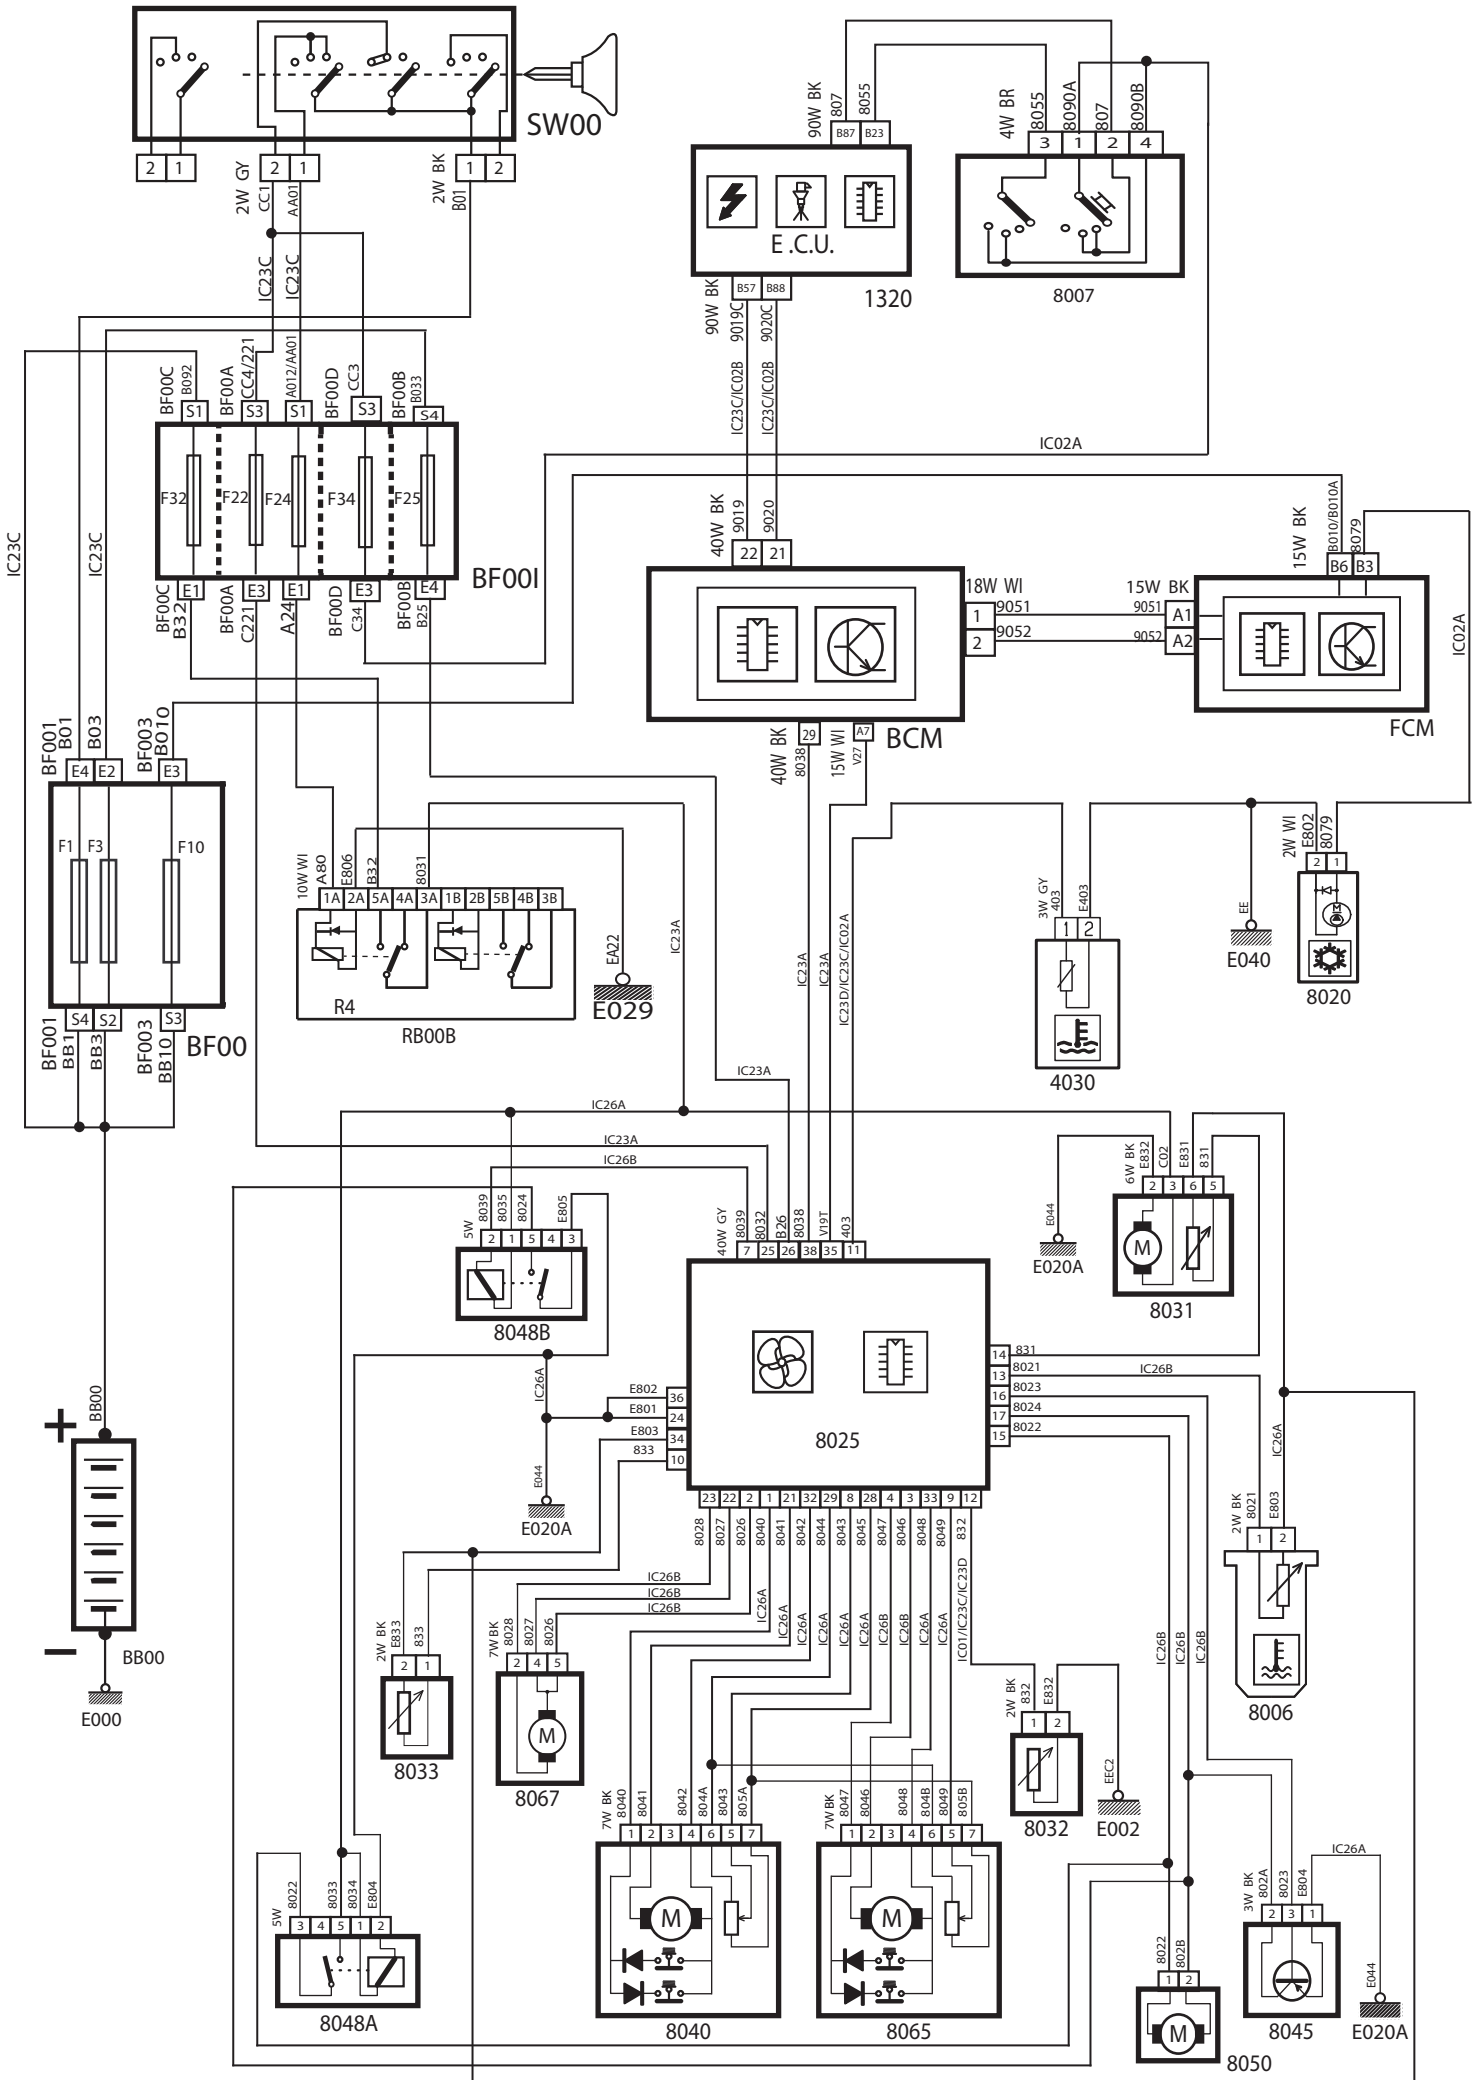 SW00
2 1
2W GY
2 1
CC1
AA01
2W BK
1 2
B01
IC23C
IC23C
90W BK
807
8055
B87 B23
E.C.U.
1320
B57 B88
90W BK
9019C
9020C
IC23C/IC02B
IC23C/IC02B
4W BR
8055
8090A
807
8090B
3 1 2 4
8007
IC02A
IC23C
IC23C
BF00C
B092
BF00A
CC4/221
A012/AA01
BF00D
CC3
BF00B
B033
S1 S3 S1 S3 S4
F32 F22 F24 F34 F25
BF00I
E1 E3 E1 E3 E4
BF00C
B32
BF00A
C221
A24
BF00D
C34
BF00B
B25
40W BK
9019
9020
22 21
BCM
18W WI
1 9051
2 9052
15W BK
9051 A1
9052 A2
15W BK
B010/B010A
8079
B6 B3
FCM
IC02A
40W BK
29
8038
15W WI
A7
V27
BF001
B01
B03
BF003
B010
E4 E2 E3
F1 F3 F10
S4 S2 S3
BF001
BB1
BB3
BF003
BB10
BF00
10W WI
A80
E806
B32
8031
1A 2A 5A 4A 3A 1B 2B 5B 4B 3B
R4
RB00B
EA22
E029
IC23A
IC23A
IC23A
IC23A
IC23D/IC23C/IC02A
3W GY
403
E403
1 2
4030
EE
E040
2W WI
E802
8079
2 1
M
8020
IC26A
IC23A
IC26B
5W
8039
8035
8024
E805
2 1 5 4 3
8048B
40W GY
8039
8032
B26
8038
V19T
403
7 25 26 38 35 11
8025
E044
E020A
6W BK
E832
C02
E831
831
2 3 6 5
M
8031
IC26A
E802 36
E801 24
E803 34
833 10
E044
E020A
14 831
13 8021
16 8023
17 8024
15 8022
IC26B
IC26A
23 22 2 1 21 32 29 8 28 4 3 33 9 12
8028
8027
8026
8040
8041
8042
8044
8043
8045
8047
8046
8048
8049
832
IC26B
IC26B
IC26B
IC26A
IC26A
IC26A
IC26A
IC26A
IC26A
IC26B
IC26B
IC26A
IC26A
IC01/IC23C/IC23D
IC26B
IC26B
IC26B
+
BB00
−
BB00
E000
2W BK
8021
E803
1 2
8006
2W BK
E833
833
2 1
8033
7W BK
8028
8027
8026
2 4 5
M
8067
2W BK
832
E832
1 2
8032
EEC2
E002
7W BK
8040
8041
8042
804A
8043
805A
1 2 3 4 6 5 7
M
8040
7W BK
8047
8046
8048
804B
8049
805B
1 2 3 4 6 5 7
M
8065
5W
8022
8033
8034
E804
3 4 5 1 2
8048A
8022
802B
1 2
M
8050
3W BK
802A
8023
E804
2 3 1
8045
IC26A
E044
E020A